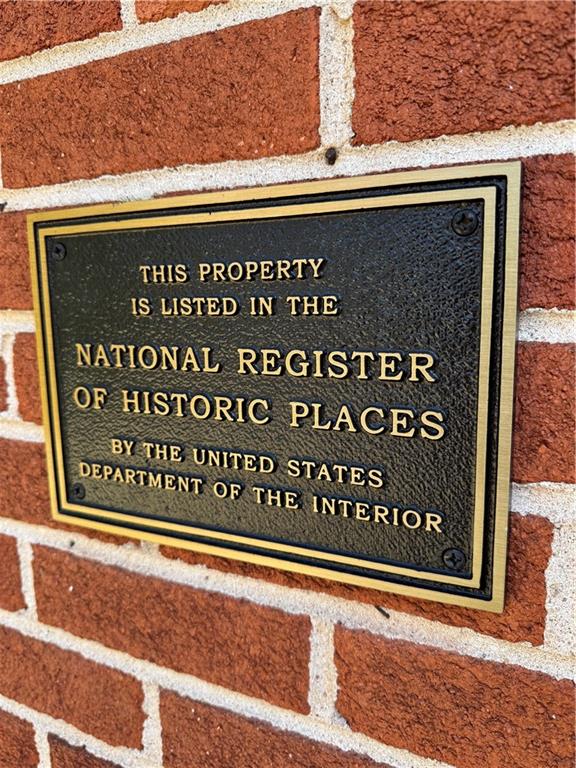 THIS PROPERTY
IS LISTED IN THE
NATIONAL REGISTER
OF HISTORIC PLACES
BY THE UNITED STATES
DEPARTMENT OF THE INTERIOR